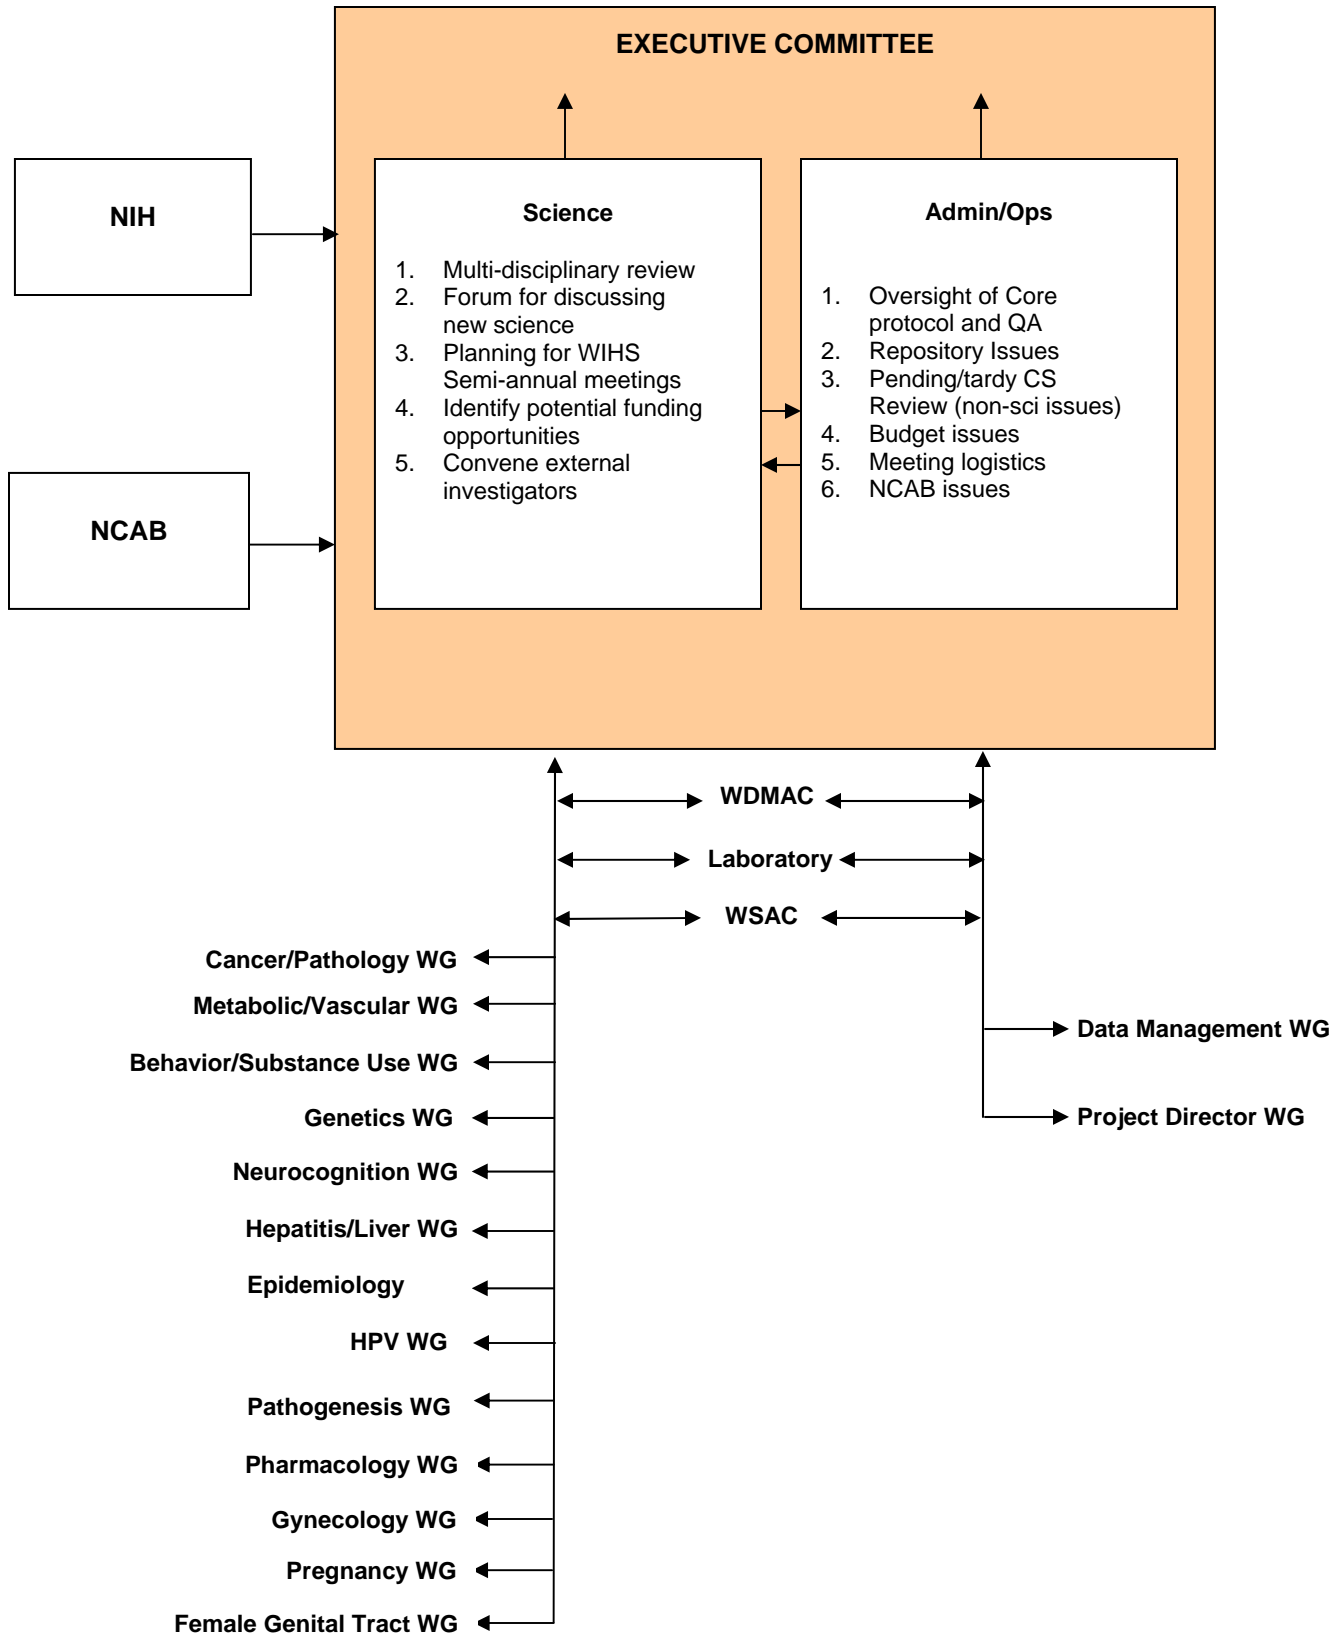 EXECUTIVE COMMITTEE
NIH
NCAB
Science
1. Multi-disciplinary review
2. Forum for discussing
new science
3. Planning for WIHS
Semi-annual meetings
4. Identify potential funding
opportunities
5. Convene external
investigators
Admin/Ops
1. Oversight of Core
protocol and QA
2. Repository Issues
3. Pending/tardy CS
Review (non-sci issues)
4. Budget issues
5. Meeting logistics
6. NCAB issues
WDMAC
Laboratory
WSAC
Cancer/Pathology WG
Metabolic/Vascular WG
Behavior/Substance Use WG
Genetics WG
Neurocognition WG
Hepatitis/Liver WG
Epidemiology
HPV WG
Pathogenesis WG
Pharmacology WG
Gynecology WG
Pregnancy WG
Female Genital Tract WG
Data Management WG
Project Director WG